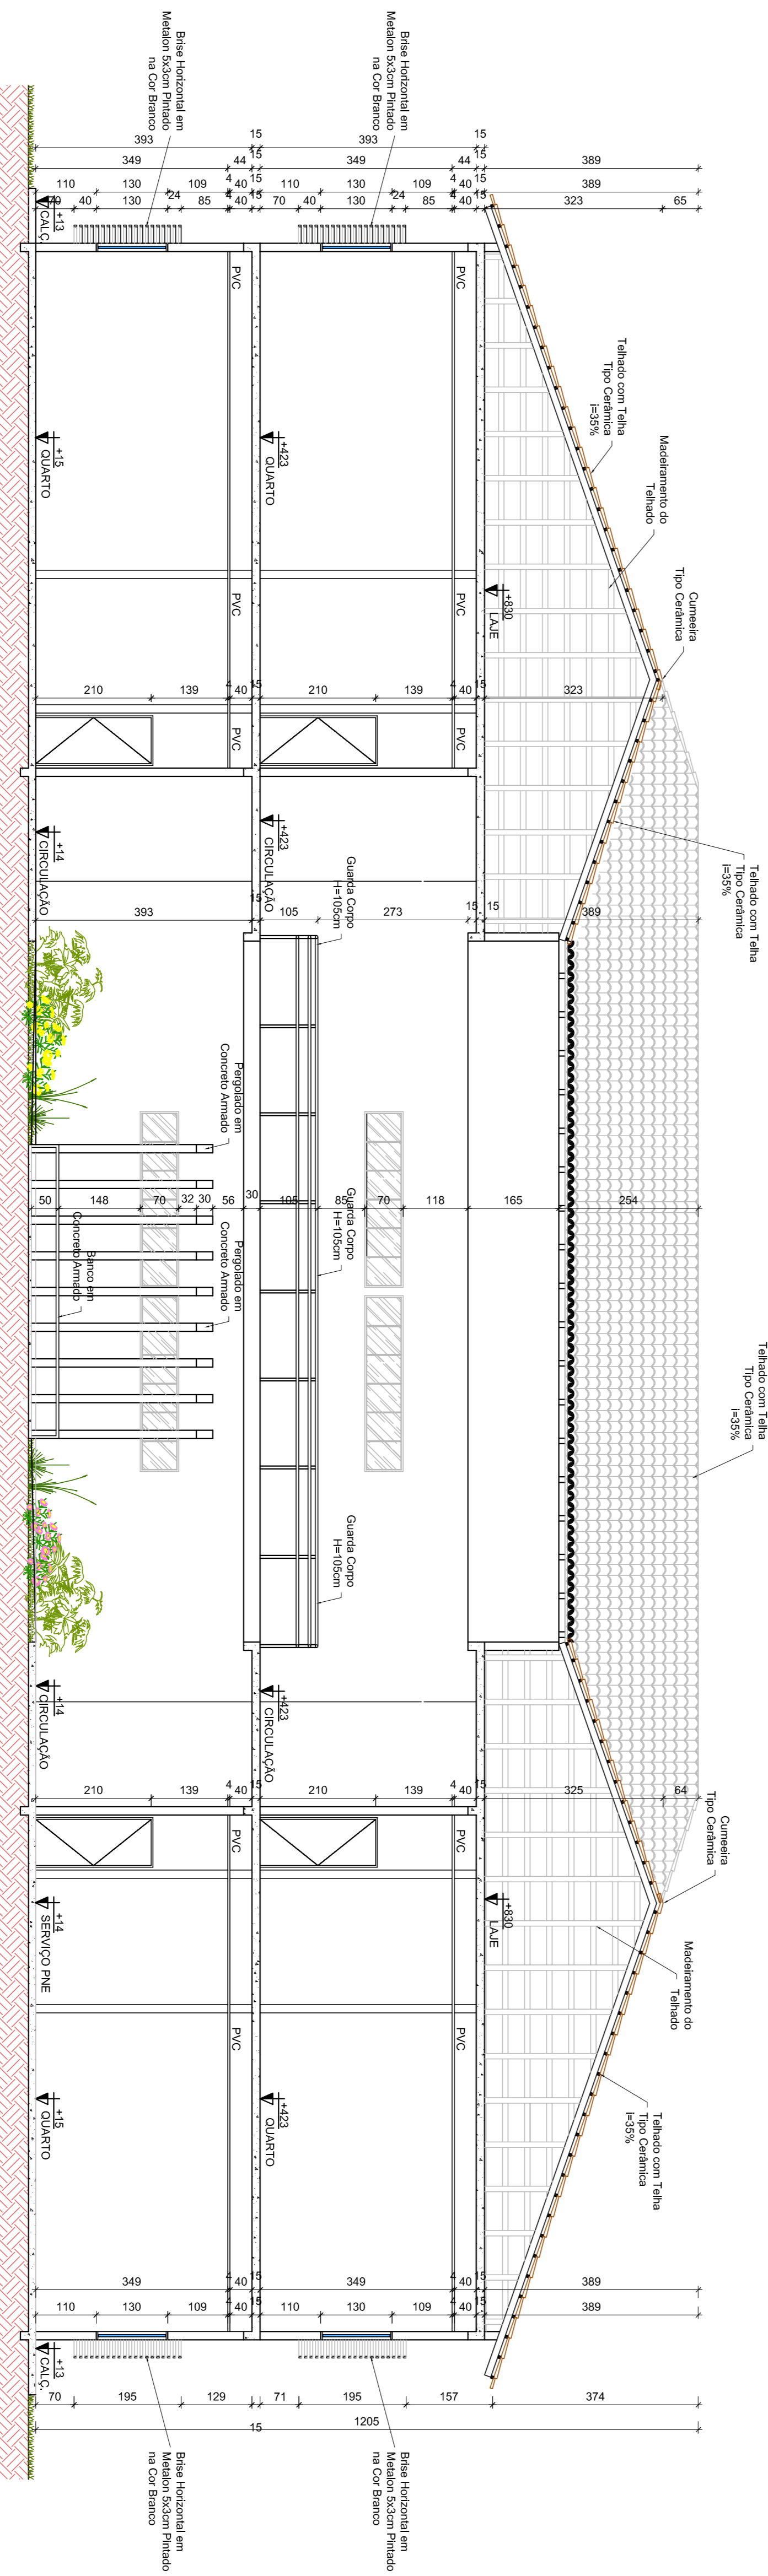 Brise Horizontal em
Metalon 5x3cm Pintado
na Cor Branco
Brise Horizontal em
Metalon 5x3cm Pintado
na Cor Branco
393
15
393
15
349
44
15
349
44
15
389
110
130
109
4
40
15
110
130
109
4
40
15
389
70
40
130
24
85
4
40
15
70
40
130
24
85
4
40
15
323
65
+13
CALÇ.
PVC
PVC
Telhado com Telha
Tipo Cerâmica
i=35%
Madeiramento do
Telhado
Cumeeira
Tipo Cerâmica
+15
QUARTO
+423
QUARTO
+830
LAJE
PVC
PVC
210
139
4
40
15
210
139
4
40
15
323
PVC
PVC
+14
CIRCULAÇÃO
+423
CIRCULAÇÃO
Guarda Corpo
H=105cm
Telhado com Telha
Tipo Cerâmica
i=35%
393
15
105
273
15
15
389
Pergolado em
Concreto Armado
50
148
70
32
30
56
30
105
85
70
118
165
254
Guarda Corpo
H=105cm
Banco em
Concreto Armado
Pergolado em
Concreto Armado
Telhado com Telha
Tipo Cerâmica
i=35%
Guarda Corpo
H=105cm
+14
CIRCULAÇÃO
+423
CIRCULAÇÃO
210
139
4
40
15
210
139
4
40
15
325
64
Cumeeira
Tipo Cerâmica
PVC
PVC
+14
SERVIÇO PNE
+830
LAJE
Madeiramento do
Telhado
PVC
PVC
+15
QUARTO
+423
QUARTO
Telhado com Telha
Tipo Cerâmica
i=35%
349
4
40
15
349
4
40
15
389
110
130
109
4
40
15
110
130
109
4
40
15
389
+13
CALÇ.
70
195
129
71
195
157
374
15
1205
Brise Horizontal em
Metalon 5x3cm Pintado
na Cor Branco
Brise Horizontal em
Metalon 5x3cm Pintado
na Cor Branco